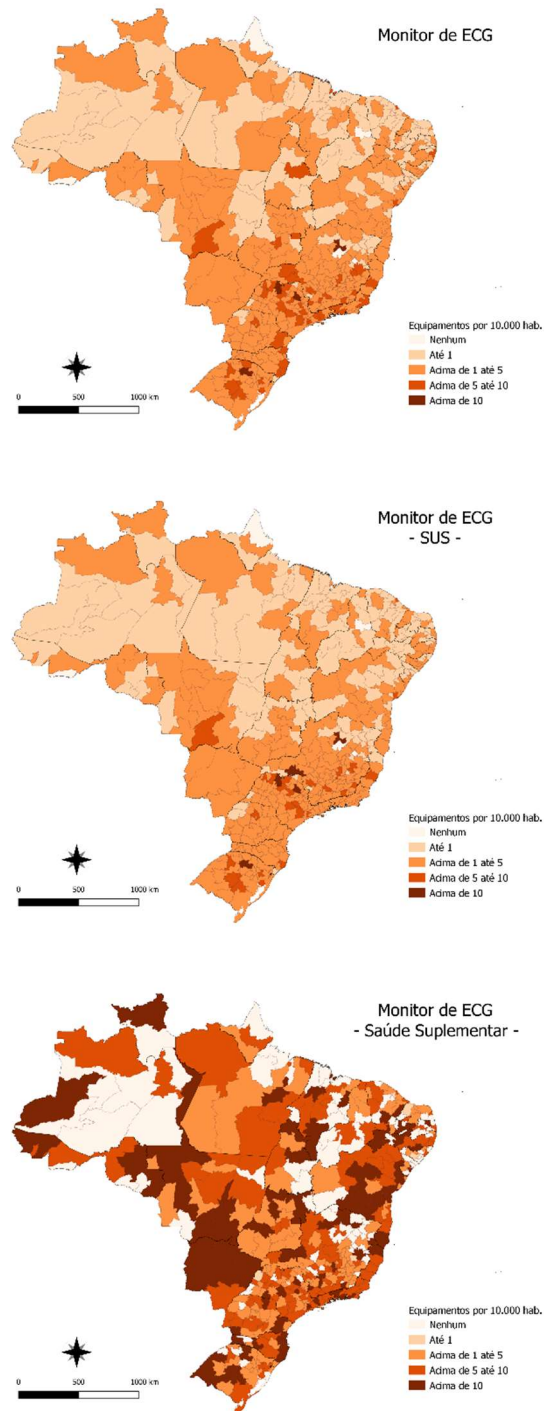 Monitor de ECG
Equipamentos por 10.000 hab.
Nenhum
Até 1
Acima de 1 até 5
Acima de 5 até 10
Acima de 10
0 500 1000 km
Monitor de ECG
- SUS -
Equipamentos por 10.000 hab.
Nenhum
Até 1
Acima de 1 até 5
Acima de 5 até 10
Acima de 10
0 500 1000 km
Monitor de ECG
- Saúde Suplementar -
Equipamentos por 10.000 hab.
Nenhum
Até 1
Acima de 1 até 5
Acima de 5 até 10
Acima de 10
0 500 1000 km